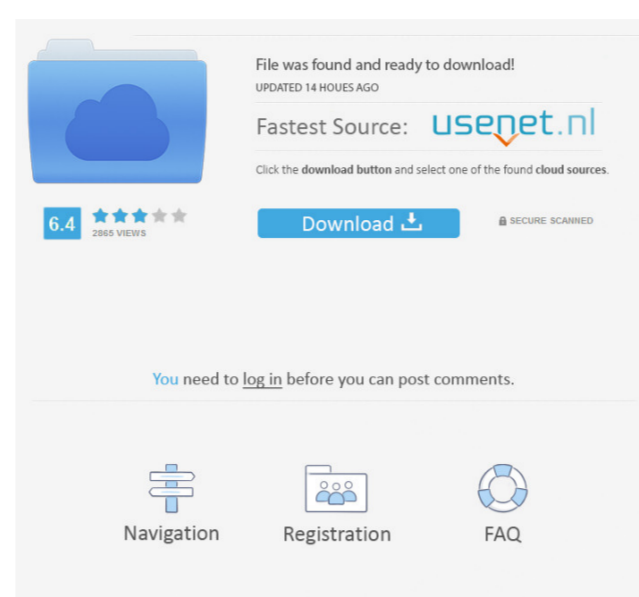 File was found and ready to download!
UPDATED 14 HOUES AGO
Fastest Source: usenet.nl
Click the download button and select one of the found cloud sources.
6.4
2865 VIEWS
Download
SECURE SCANNED
You need to log in before you can post comments.
Navigation
Registration
FAQ